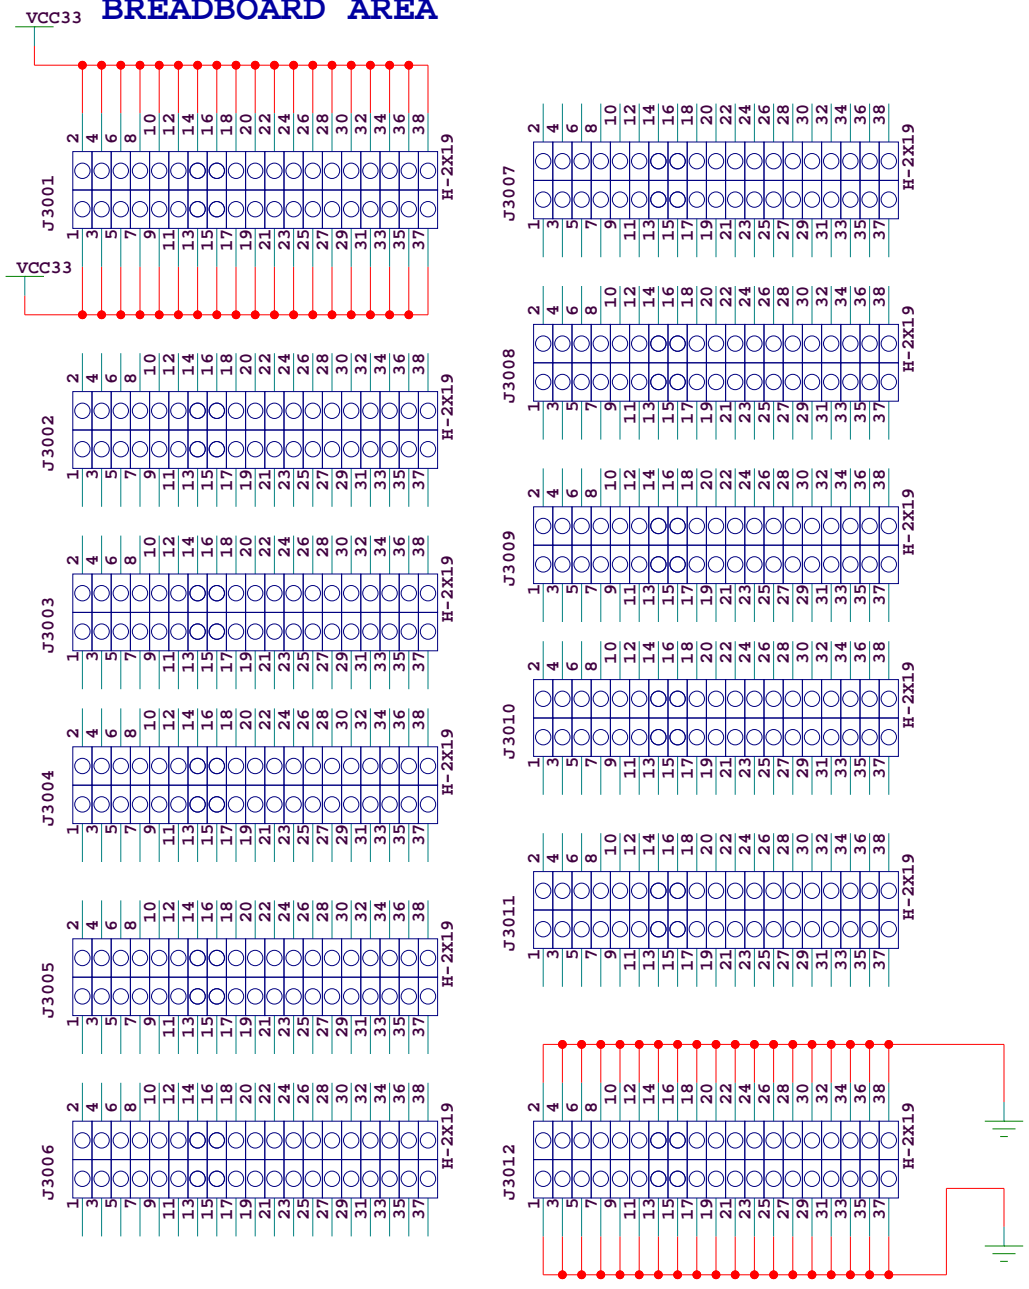 BREADBOARD AREA
VCC33
2 4 6 8 10 12 14 16 18 20 22 24 26 28 30 32 34 36 38
J3001
H-2X19
1 3 5 7 9 11 13 15 17 19 21 23 25 27 29 31 33 35 37
VCC33
2 4 6 8 10 12 14 16 18 20 22 24 26 28 30 32 34 36 38
J3002
H-2X19
1 3 5 7 9 11 13 15 17 19 21 23 25 27 29 31 33 35 37
2 4 6 8 10 12 14 16 18 20 22 24 26 28 30 32 34 36 38
J3003
H-2X19
1 3 5 7 9 11 13 15 17 19 21 23 25 27 29 31 33 35 37
2 4 6 8 10 12 14 16 18 20 22 24 26 28 30 32 34 36 38
J3004
H-2X19
1 3 5 7 9 11 13 15 17 19 21 23 25 27 29 31 33 35 37
2 4 6 8 10 12 14 16 18 20 22 24 26 28 30 32 34 36 38
J3005
H-2X19
1 3 5 7 9 11 13 15 17 19 21 23 25 27 29 31 33 35 37
2 4 6 8 10 12 14 16 18 20 22 24 26 28 30 32 34 36 38
J3006
H-2X19
1 3 5 7 9 11 13 15 17 19 21 23 25 27 29 31 33 35 37
2 4 6 8 10 12 14 16 18 20 22 24 26 28 30 32 34 36 38
J3007
H-2X19
1 3 5 7 9 11 13 15 17 19 21 23 25 27 29 31 33 35 37
2 4 6 8 10 12 14 16 18 20 22 24 26 28 30 32 34 36 38
J3008
H-2X19
1 3 5 7 9 11 13 15 17 19 21 23 25 27 29 31 33 35 37
2 4 6 8 10 12 14 16 18 20 22 24 26 28 30 32 34 36 38
J3009
H-2X19
1 3 5 7 9 11 13 15 17 19 21 23 25 27 29 31 33 35 37
2 4 6 8 10 12 14 16 18 20 22 24 26 28 30 32 34 36 38
J3010
H-2X19
1 3 5 7 9 11 13 15 17 19 21 23 25 27 29 31 33 35 37
2 4 6 8 10 12 14 16 18 20 22 24 26 28 30 32 34 36 38
J3011
H-2X19
1 3 5 7 9 11 13 15 17 19 21 23 25 27 29 31 33 35 37
2 4 6 8 10 12 14 16 18 20 22 24 26 28 30 32 34 36 38
J3012
H-2X19
1 3 5 7 9 11 13 15 17 19 21 23 25 27 29 31 33 35 37